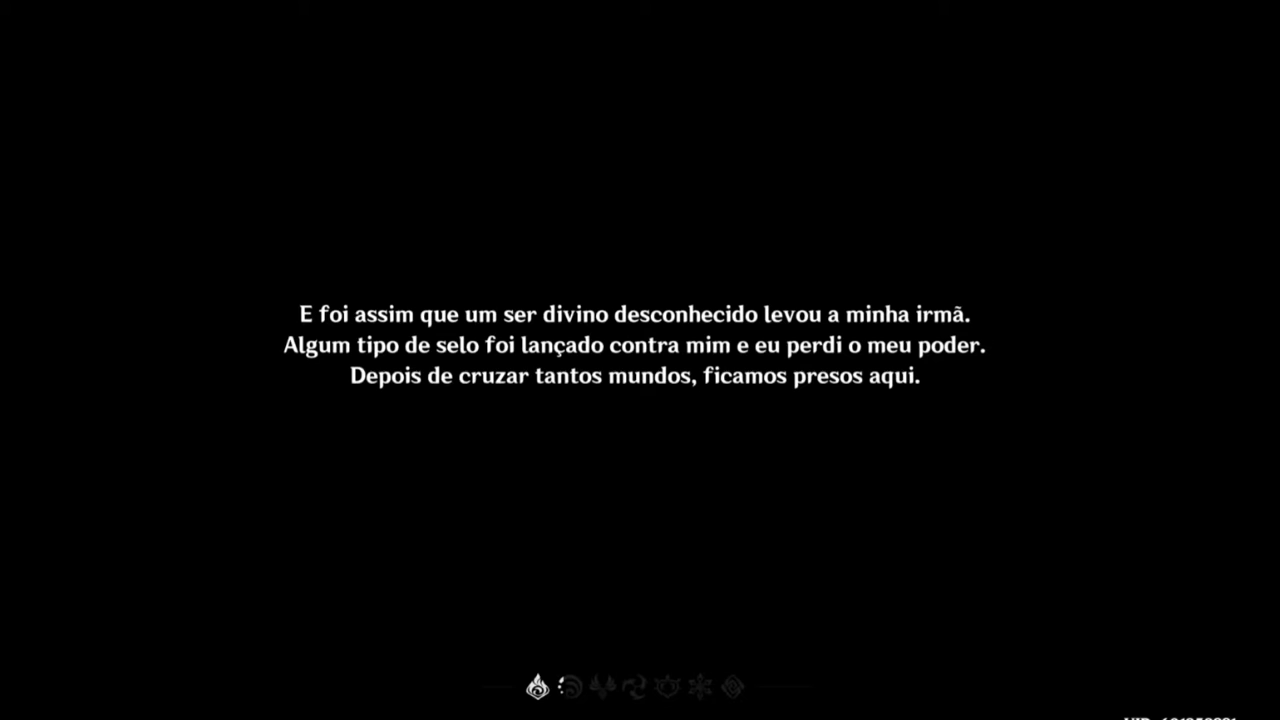 E foi assim que um ser divino desconhecido levou a minha irmã.
Algum tipo de selo foi lançado contra mim e eu perdi o meu poder.
Depois de cruzar tantos mundos, ficamos presos aqui.